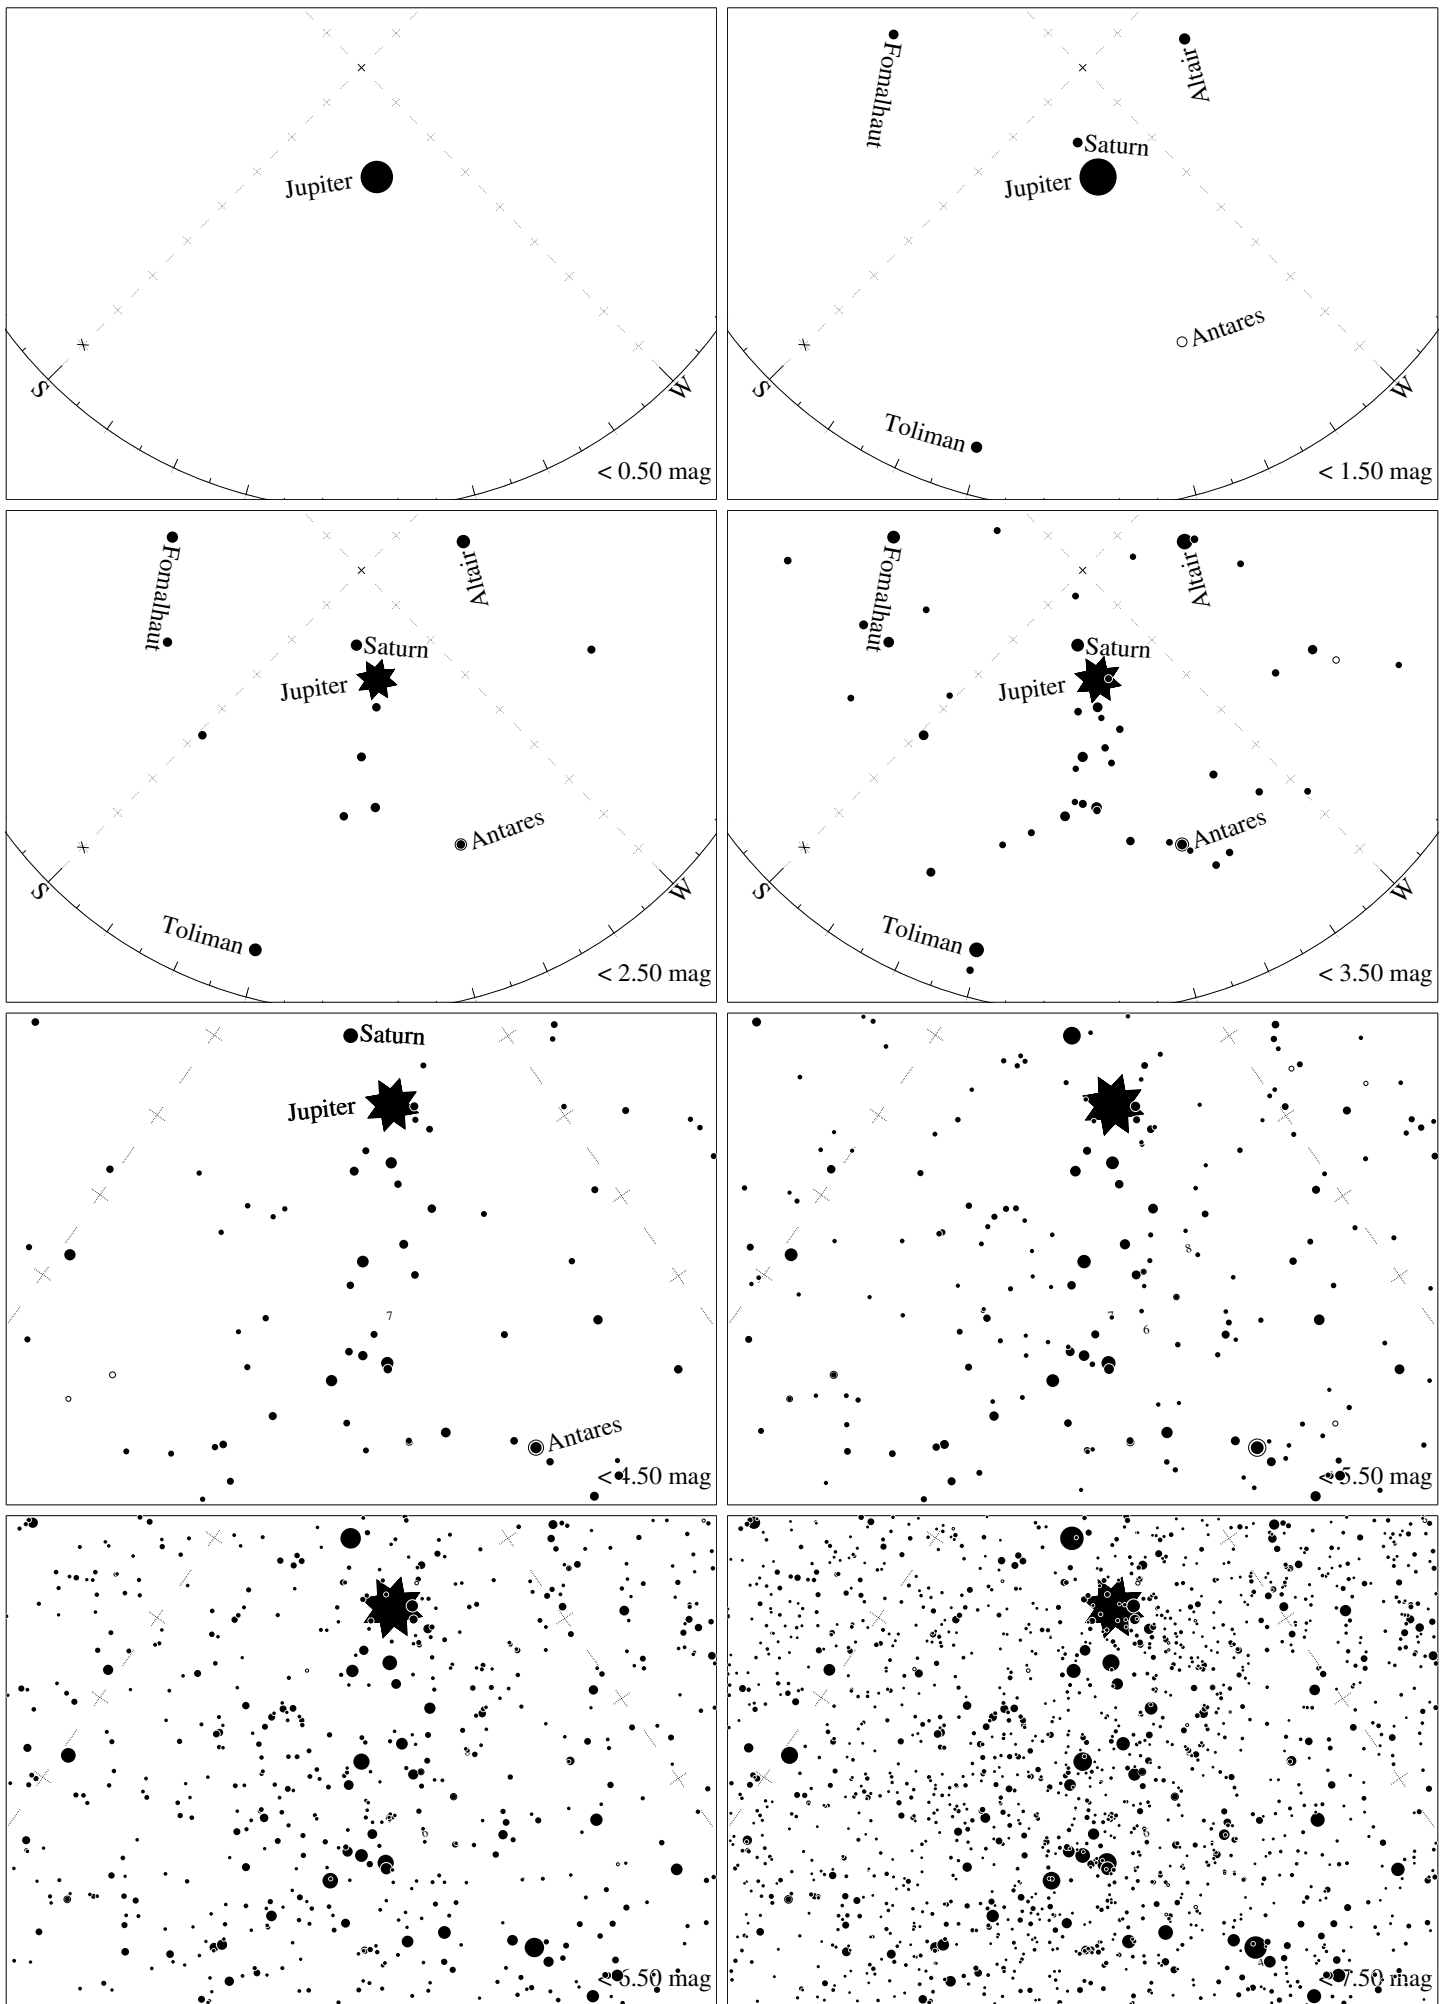 Jupiter
S
W
< 0.50 mag
Fomalhaut
Altair
Saturn
Jupiter
Antares
Toliman
S
W
< 1.50 mag
Fomalhaut
Altair
Saturn
Jupiter
Antares
Toliman
S
W
< 2.50 mag
Fomalhaut
Altair
Saturn
Jupiter
Antares
Toliman
S
W
< 3.50 mag
Saturn
Jupiter
7
Antares
< 4.50 mag
8
7
6
< 5.50 mag
6
< 6.50 mag
< 7.50 mag